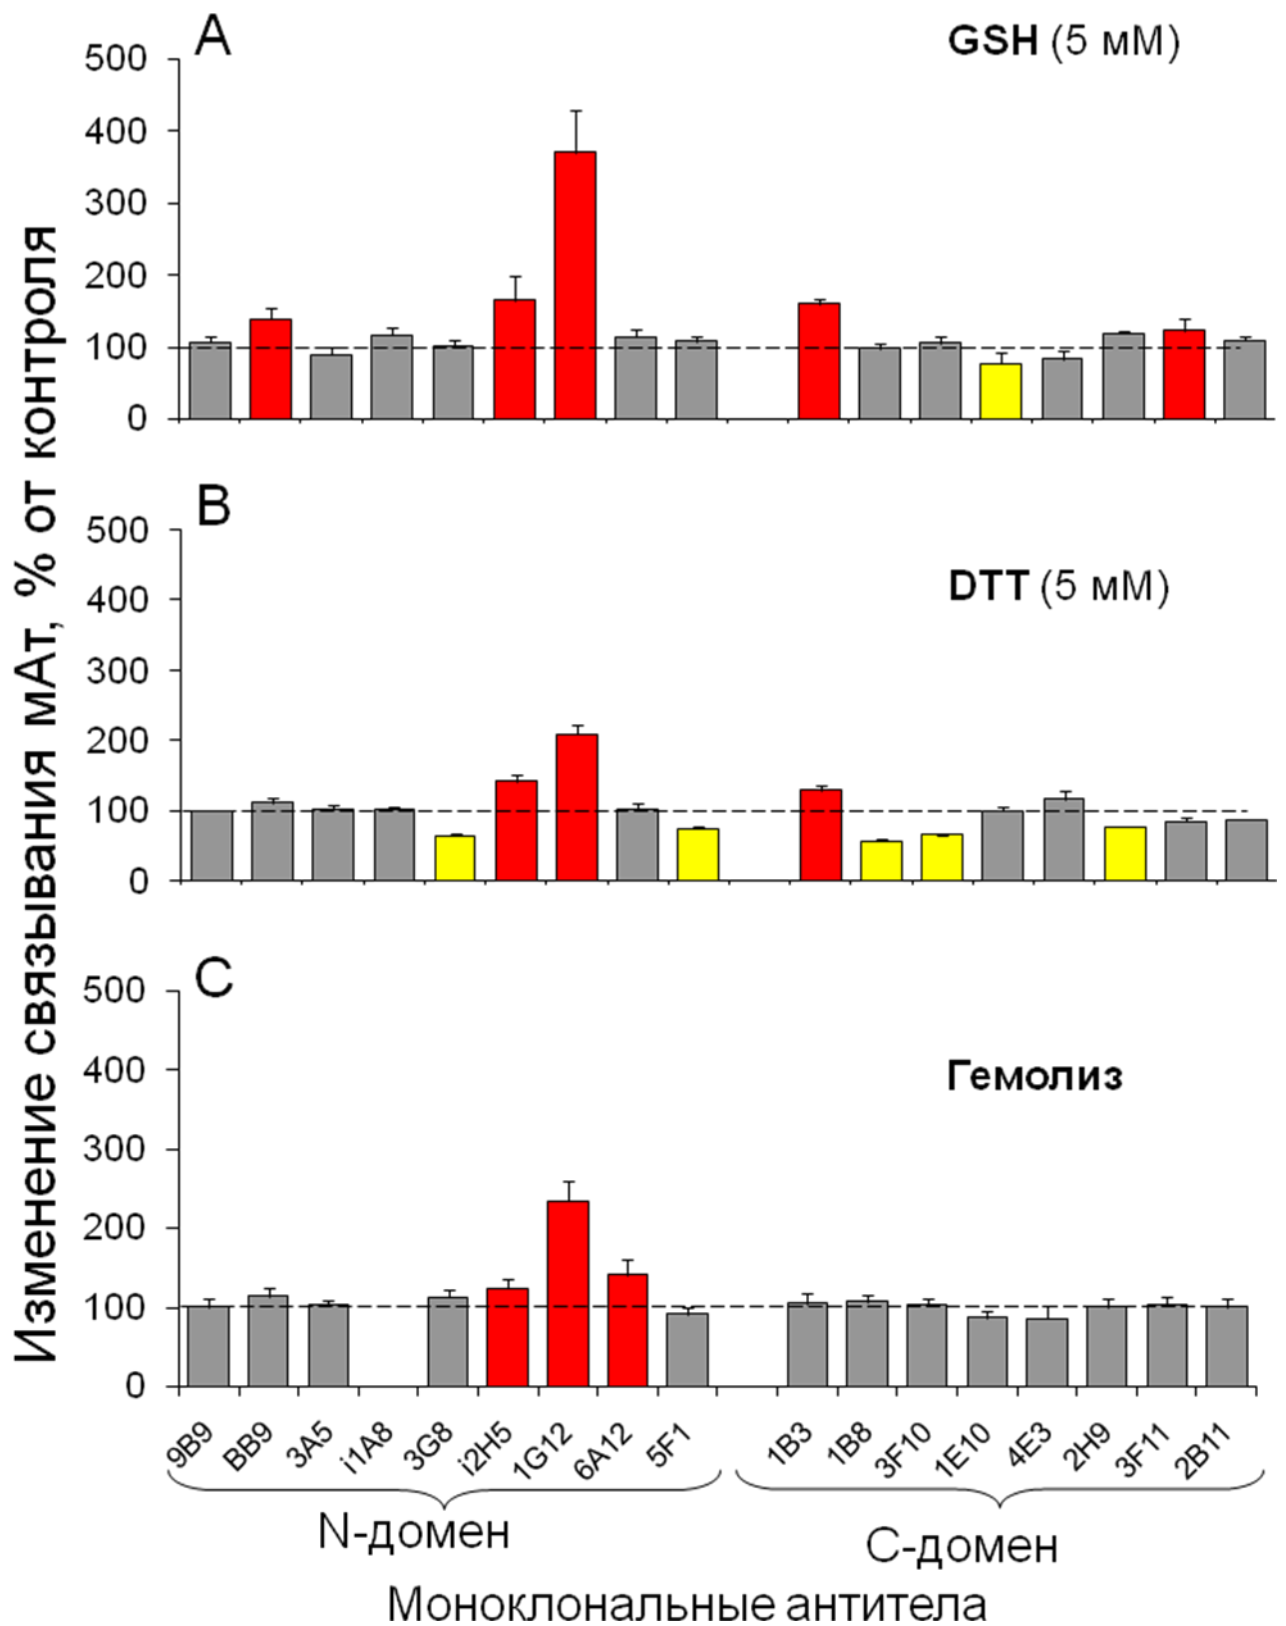 Изменение связывания мАт, % от контроля
A
GSH (5 мМ)
500
400
300
200
100
0
B
DTT (5 мМ)
500
400
300
200
100
0
C
Гемолиз
500
400
300
200
100
0
9B9 BB9 3A5 i1A8 3G8 i2H5 1G12 6A12 5F1 1B3 1B8 3F10 1E10 4E3 2H9 3F11 2B11
N-домен
С-домен
Моноклональные антитела